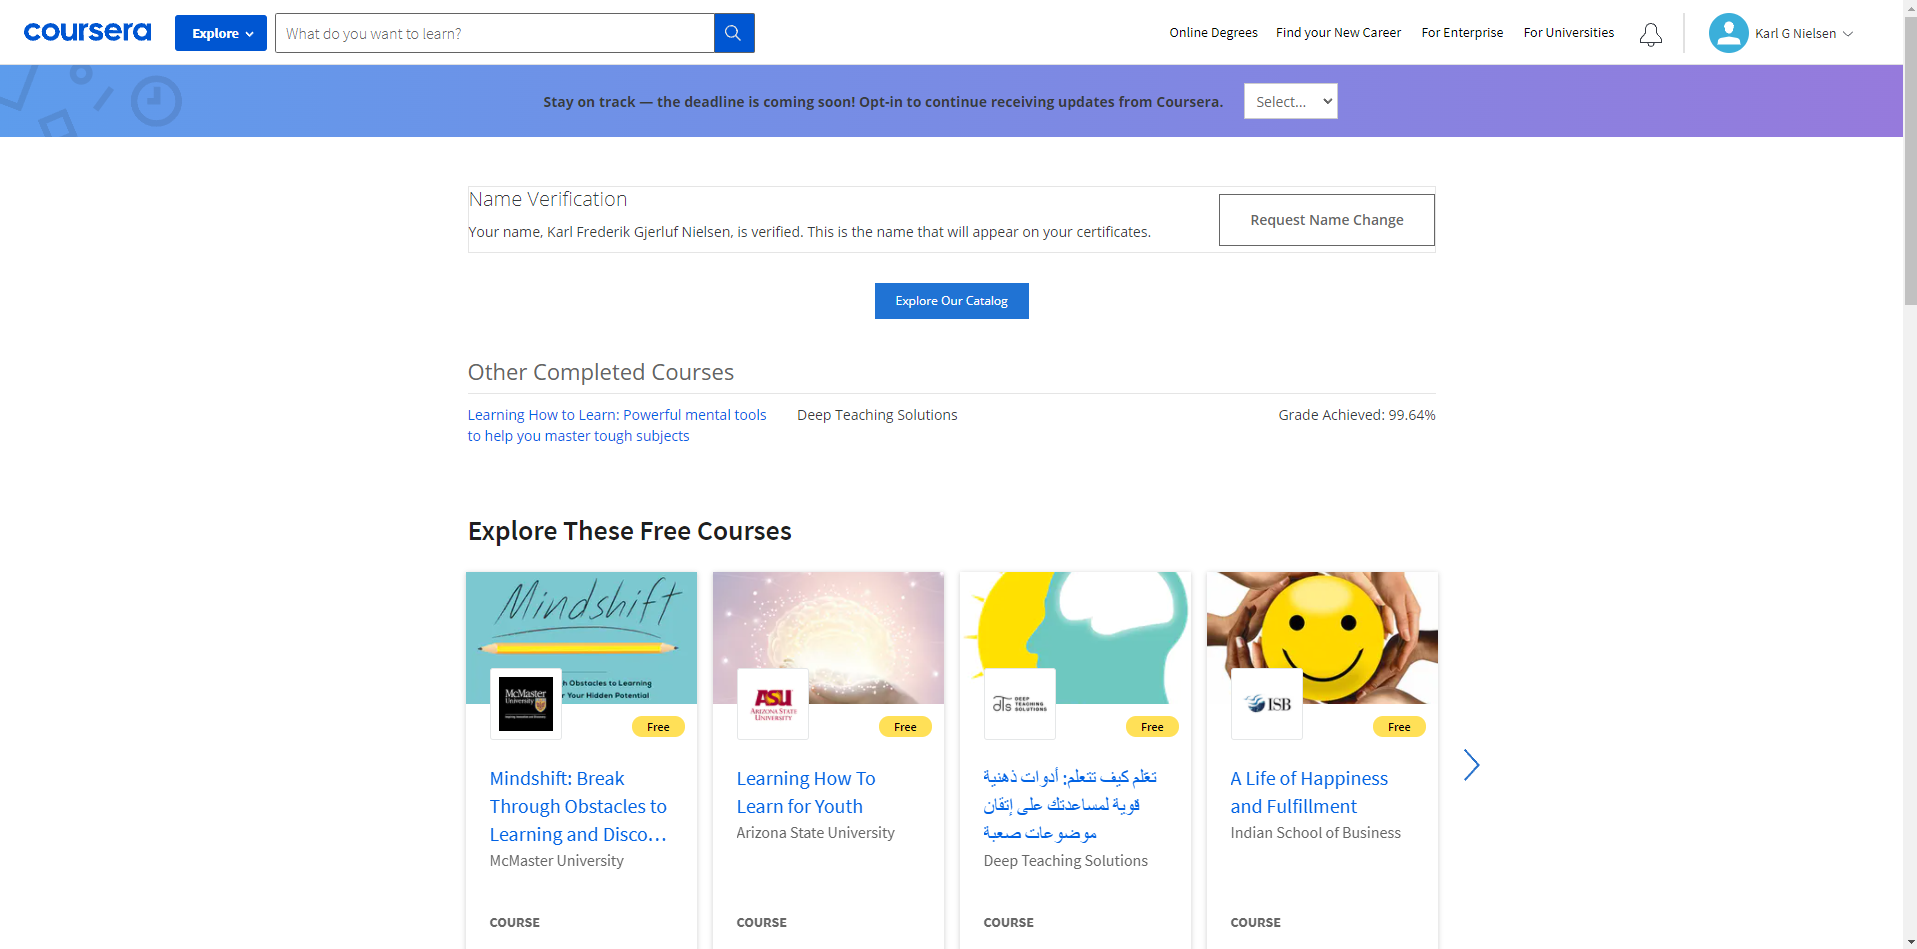 coursera
Explore
What do you want to learn?
Online Degrees
Find your New Career
For Enterprise
For Universities
Karl G Nielsen
Stay on track — the deadline is coming soon! Opt-in to continue receiving updates from Coursera.
Select...
Name Verification
Your name, Karl Frederik Gjerluf Nielsen, is verified. This is the name that will appear on your certificates.
Request Name Change
Explore Our Catalog
Other Completed Courses
Learning How to Learn: Powerful mental tools
to help you master tough subjects
Deep Teaching Solutions
Grade Achieved: 99.64%
Explore These Free Courses
Mindshift
h Obstacles to Learning
r Your Hidden Potential
McMaster
University
Free
Mindshift: Break
Through Obstacles to
Learning and Disco...
McMaster University
COURSE
ASU
ARIZONA STATE
UNIVERSITY
Free
Learning How To
Learn for Youth
Arizona State University
COURSE
dts DEEP
TEACHING
SOLUTIONS
Free
تعّلم كيف تتعلم: أدوات ذهنية
قوية لمساعدتك على إتقان
موضوعات صعبة
Deep Teaching Solutions
COURSE
ISB
Free
A Life of Happiness
and Fulfillment
Indian School of Business
COURSE